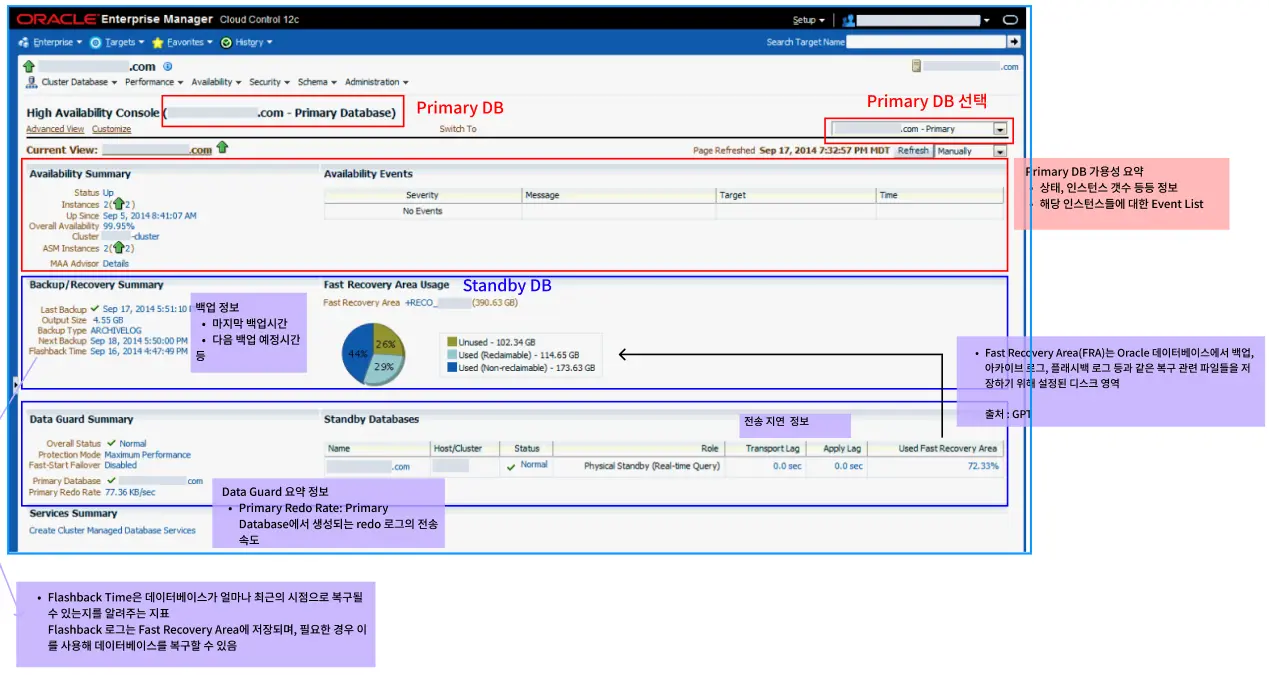 ORACLE Enterprise Manager Cloud Control 12c
Setup
Enterprise Targets Favorites History
Search Target Name
.com
.com
Cluster Database Performance Availability Security Schema Administration
High Availability Console ( .com - Primary Database)
Primary DB
Primary DB 선택
Advanced View Customize
Switch To
.com - Primary
Current View: .com
Page Refreshed Sep 17, 2014 7:32:57 PM MDT Refresh Manually
Availability Summary
Status Up
Instances 2( 2 )
Up Since Sep 5, 2014 8:41:07 AM
Overall Availability 99.95%
Cluster -cluster
ASM Instances 2( 2)
MAA Advisor Details
Availability Events
Severity Message Target Time
No Events
Primary DB 가용성 요약
• 상태, 인스턴스 갯수 등등 정보
• 해당 인스턴스들에 대한 Event List
Backup/Recovery Summary
Last Backup Sep 17, 2014 5:51:10 P
Output Size 4.55 GB
Backup Type ARCHIVELOG
Next Backup Sep 18, 2014 5:50:00 PM
Flashback Time Sep 16, 2014 4:47:49 PM
백업 정보
• 마지막 백업시간
• 다음 백업 예정시간
등
Fast Recovery Area Usage
Standby DB
Fast Recovery Area +RECO_ (390.63 GB)
26%
44%
29%
Unused - 102.34 GB
Used (Reclaimable) - 114.65 GB
Used (Non-reclaimable) - 173.63 GB
• Fast Recovery Area(FRA)는 Oracle 데이터베이스에서 백업,
아카이브 로그, 플래시백 로그 등과 같은 복구 관련 파일들을 저
장하기 위해 설정된 디스크 영역
출처 : GPT
Data Guard Summary
Overall Status Normal
Protection Mode Maximum Performance
Fast-Start Failover Disabled
Primary Database com
Primary Redo Rate 77.36 KB/sec
Standby Databases
전송 지연 정보
Name Host/Cluster Status Role Transport Lag Apply Lag Used Fast Recovery Area
.com Normal Physical Standby (Real-time Query) 0.0 sec 0.0 sec 72.33%
Data Guard 요약 정보
• Primary Redo Rate: Primary
Database에서 생성되는 redo 로그의 전송
속도
Services Summary
Create Cluster Managed Database Services
• Flashback Time은 데이터베이스가 얼마나 최근의 시점으로 복구될
수 있는지를 알려주는 지표
Flashback 로그는 Fast Recovery Area에 저장되며, 필요한 경우 이
를 사용해 데이터베이스를 복구할 수 있음